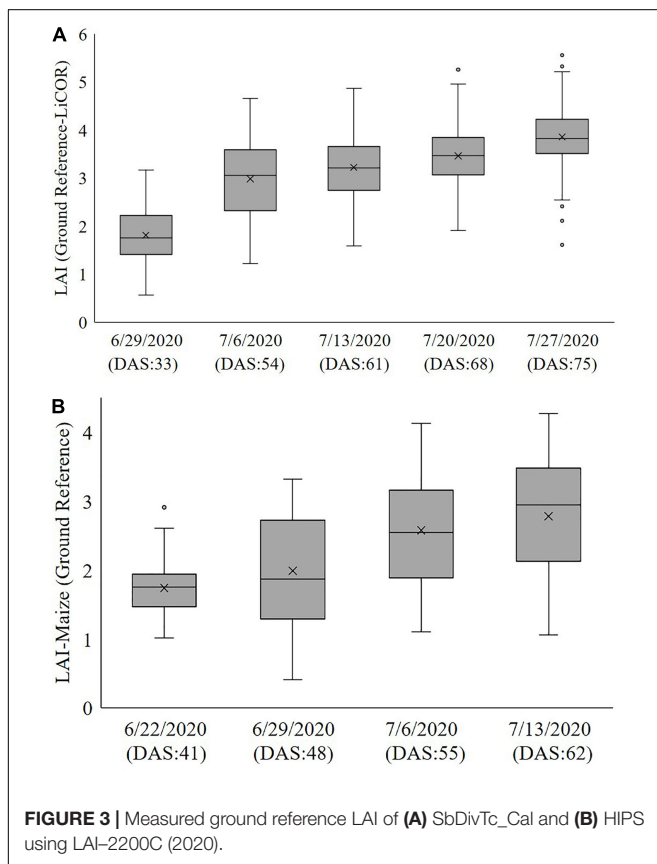 A
LAI (Ground Reference-LiCOR)
6
5
4
3
2
1
0
6/29/2020 7/6/2020 7/13/2020 7/20/2020 7/27/2020
(DAS:33) (DAS:54) (DAS:61) (DAS:68) (DAS:75)
B
LAI-Maize (Ground Reference)
4
3
2
1
0
6/22/2020 6/29/2020 7/6/2020 7/13/2020
(DAS:41) (DAS:48) (DAS:55) (DAS:62)
FIGURE 3 | Measured ground reference LAI of (A) SbDivTc_Cal and (B) HIPS
using LAI–2200C (2020).